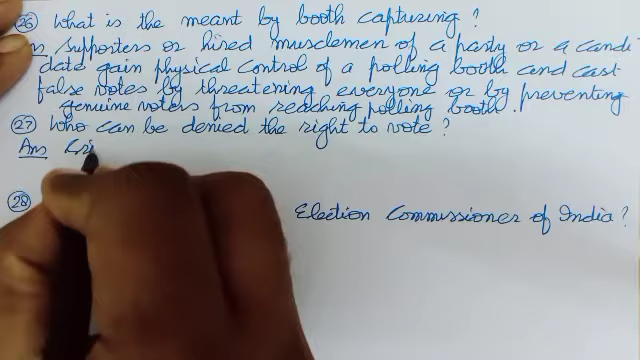 26 What is the meant by booth capturing ?
Supporters or hired musclemen of a party or a candi-
date gain physical control of a polling booth and cast
false votes by threatening everyone or by preventing
genuine voters from reaching polling booth.
27 Who can be denied the right to vote ?
Ans Cri
28 Election Commissioner of India ?